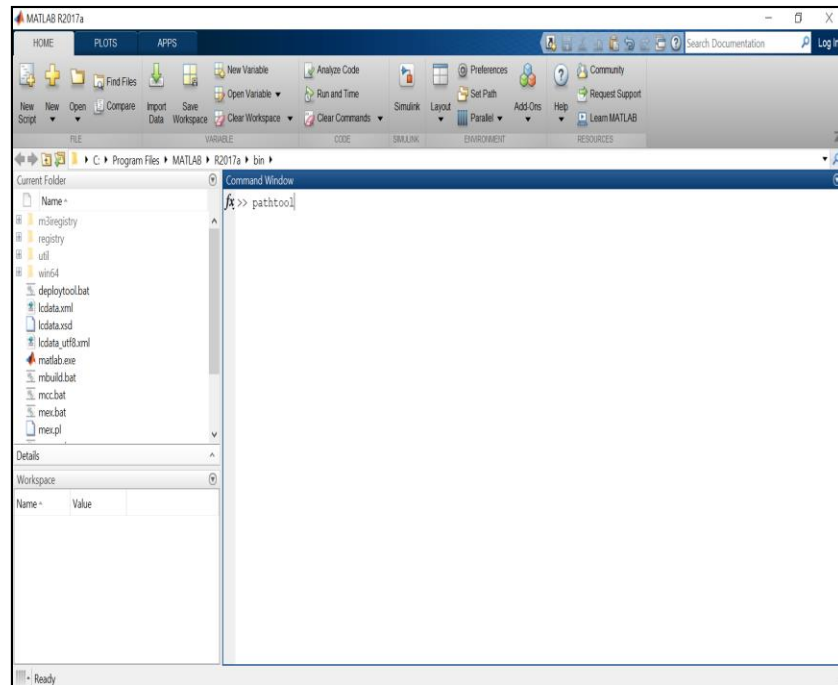 MATLAB R2017a
HOME PLOTS APPS
Search Documentation
Log In
New Script
New
Open
Find Files
Compare
Import Data
Save Workspace
New Variable
Open Variable
Clear Workspace
Analyze Code
Run and Time
Clear Commands
Simulink
Layout
Preferences
Set Path
Parallel
Add-Ons
Help
Community
Request Support
Learn MATLAB
FILE VARIABLE CODE SIMULINK ENVIRONMENT RESOURCES
C: Program Files MATLAB R2017a bin
Current Folder
Name
m3iregistry
registry
util
win64
deploytool.bat
lcdata.xml
lcdata.xsd
lcdata_utf8.xml
matlab.exe
mbuild.bat
mcc.bat
mex.bat
mex.pl
Details
Workspace
Name Value
Command Window
fx >> pathtool
Ready